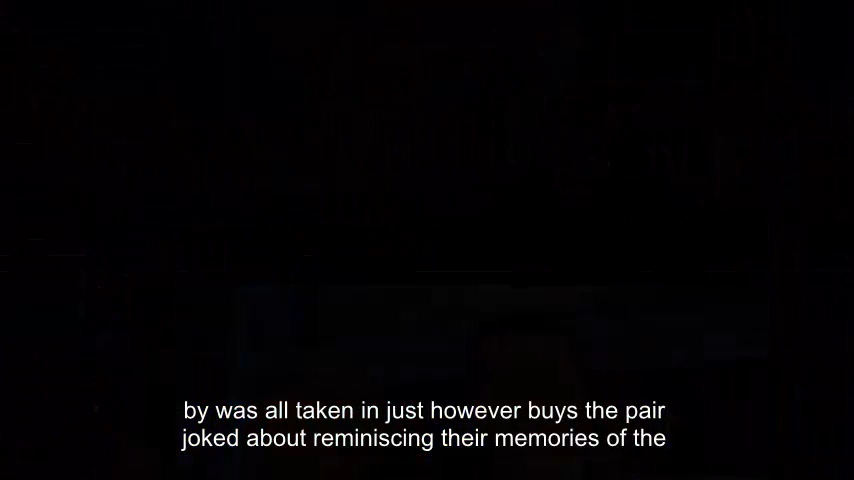 by was all taken in just however buys the pair
joked about reminiscing their memories of the